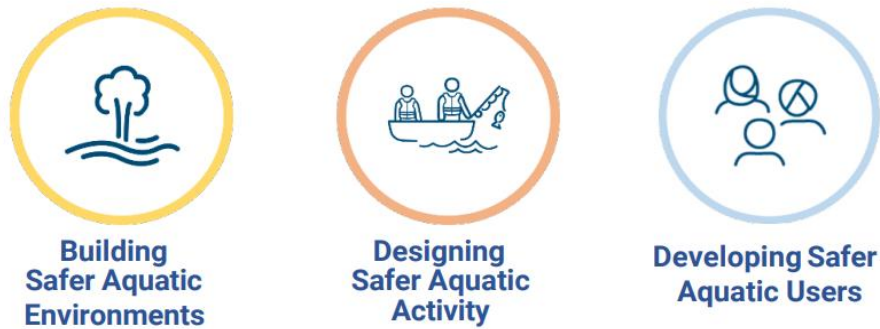 Building
Safer Aquatic
Environments
Designing
Safer Aquatic
Activity
Developing Safer
Aquatic Users